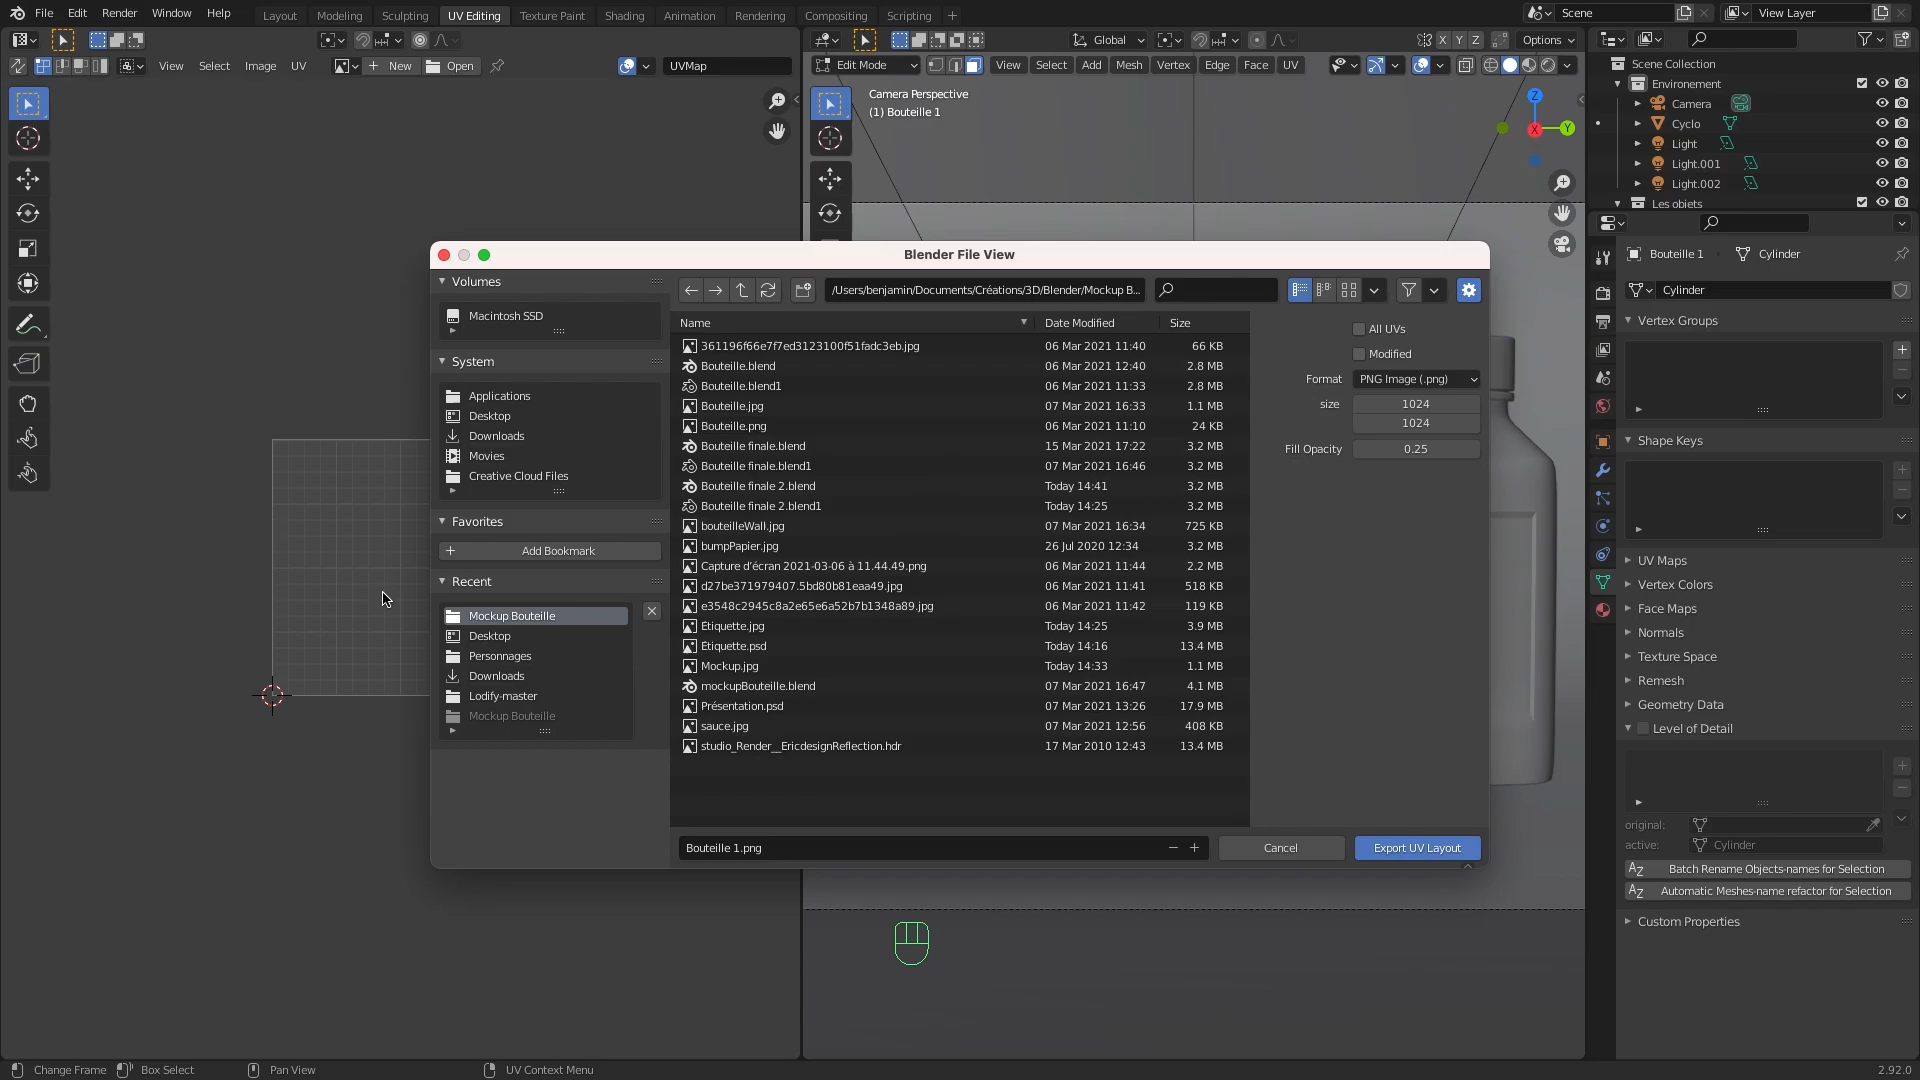 File Edit Render Window Help Layout Modeling Sculpting UV Editing Texture Paint Shading Animation Rendering Compositing Scripting + Scene View Layer
Global X Y Z Options
View Select Image UV New Open UVMap Edit Mode View Select Add Mesh Vertex Edge Face UV
Camera Perspective
(1) Bouteille 1
Z
X
Y
Scene Collection
Environement
Camera
Cyclo
Light
Light.001
Light.002
Les objets
Blender File View
Volumes
Macintosh SSD
System
Applications
Desktop
Downloads
Movies
Creative Cloud Files
Favorites
Add Bookmark
Recent
Mockup Bouteille
Desktop
Personnages
Downloads
Lodify-master
Mockup Bouteille
/Users/benjamin/Documents/Créations/3D/Blender/Mockup B...
Name Date Modified Size
361196f66e7f7ed3123100f51fadc3eb.jpg 06 Mar 2021 11:40 66 KB
Bouteille.blend 06 Mar 2021 12:40 2.8 MB
Bouteille.blend1 06 Mar 2021 11:33 2.8 MB
Bouteille.jpg 07 Mar 2021 16:33 1.1 MB
Bouteille.png 06 Mar 2021 11:10 24 KB
Bouteille finale.blend 15 Mar 2021 17:22 3.2 MB
Bouteille finale.blend1 07 Mar 2021 16:46 3.2 MB
Bouteille finale 2.blend Today 14:41 3.2 MB
Bouteille finale 2.blend1 Today 14:25 3.2 MB
bouteilleWall.jpg 07 Mar 2021 16:34 725 KB
bumpPapier.jpg 26 Jul 2020 12:34 3.2 MB
Capture d'écran 2021-03-06 à 11.44.49.png 06 Mar 2021 11:44 2.2 MB
d27be371979407.5bd80b81eaa49.jpg 06 Mar 2021 11:41 518 KB
e3548c2945c8a2e65e6a52b7b1348a89.jpg 06 Mar 2021 11:42 119 KB
Étiquette.jpg Today 14:25 3.9 MB
Étiquette.psd Today 14:16 13.4 MB
Mockup.jpg Today 14:33 1.1 MB
mockupBouteille.blend 07 Mar 2021 16:47 4.1 MB
Présentation.psd 07 Mar 2021 13:26 17.9 MB
sauce.jpg 07 Mar 2021 12:56 408 KB
studio_Render__EricdesignReflection.hdr 17 Mar 2010 12:43 13.4 MB
All UVs
Modified
Format PNG Image (.png)
size 1024
1024
Fill Opacity 0.25
Bouteille 1.png Cancel Export UV Layout
Bouteille 1 Cylinder
Cylinder
Vertex Groups
Shape Keys
UV Maps
Vertex Colors
Face Maps
Normals
Texture Space
Remesh
Geometry Data
Level of Detail
original:
active: Cylinder
Batch Rename Objects-names for Selection
Automatic Meshes-name refactor for Selection
Custom Properties
Change Frame Box Select Pan View UV Context Menu 2.92.0